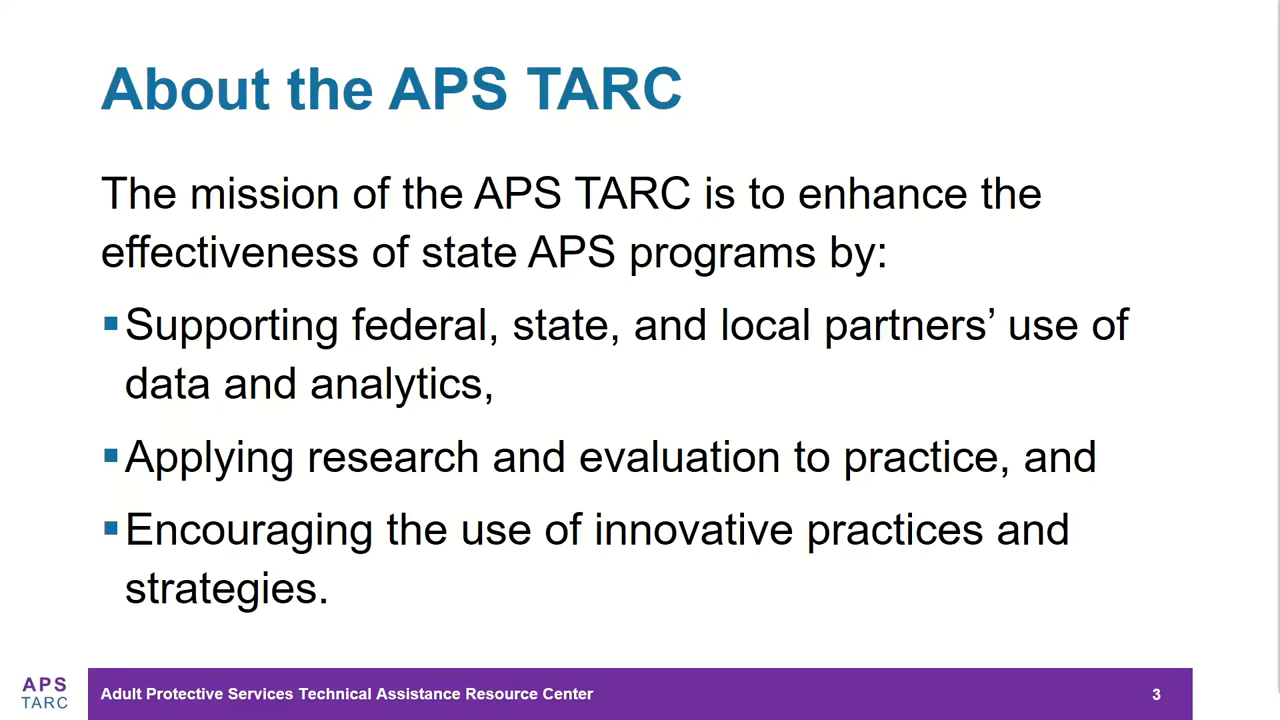 About the APS TARC
The mission of the APS TARC is to enhance the
effectiveness of state APS programs by:
▪Supporting federal, state, and local partners’ use of
data and analytics,
▪Applying research and evaluation to practice, and
▪Encouraging the use of innovative practices and
strategies.
APS
TARC
Adult Protective Services Technical Assistance Resource Center
3